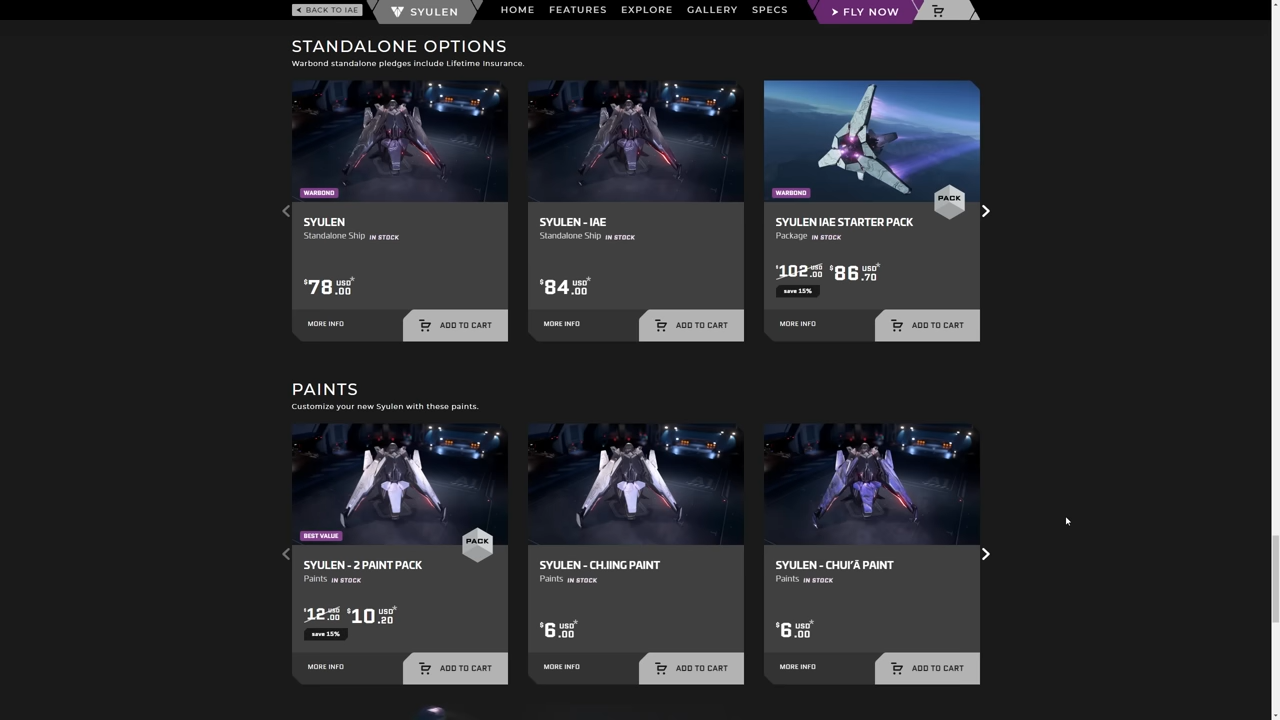 BACK TO IAE
SYULEN
HOME FEATURES EXPLORE GALLERY SPECS
FLY NOW
STANDALONE OPTIONS
Warbond standalone pledges include Lifetime Insurance.
WARBOND
SYULEN
Standalone Ship IN STOCK
$78.00 USD*
MORE INFO
ADD TO CART
SYULEN - IAE
Standalone Ship IN STOCK
$84.00 USD*
MORE INFO
ADD TO CART
WARBOND
PACK
SYULEN IAE STARTER PACK
Package IN STOCK
$102.00 USD $86.70 USD*
save 15%
MORE INFO
ADD TO CART
PAINTS
Customize your new Syulen with these paints.
BEST VALUE
PACK
SYULEN - 2 PAINT PACK
Paints IN STOCK
$12.00 USD $10.20 USD*
save 15%
MORE INFO
ADD TO CART
SYULEN - CH.IING PAINT
Paints IN STOCK
$6.00 USD*
MORE INFO
ADD TO CART
SYULEN - CHUI'Ā PAINT
Paints IN STOCK
$6.00 USD*
MORE INFO
ADD TO CART